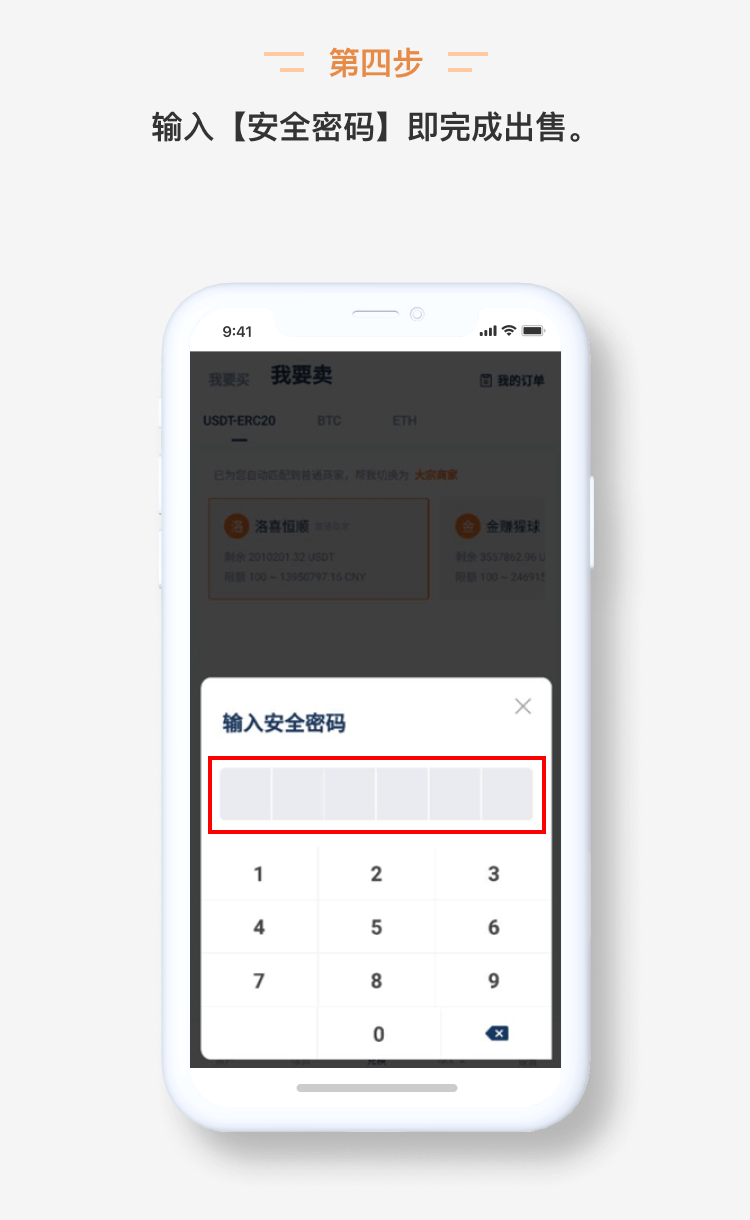 第四步
输入【安全密码】即完成出售。
9:41
我要买 我要卖 我的订单
USDT-ERC20 BTC ETH
已为您自动匹配到普通商家，帮我切换为 大宗商家
洛 洛喜恒顺
金 金赚猩球
剩余 2010201.32 USDT
剩余 3537862.96 U
限额 100 ~ 12950797.16 CNY
限额 100 ~ 246915
输入安全密码
1 2 3
4 5 6
7 8 9
0